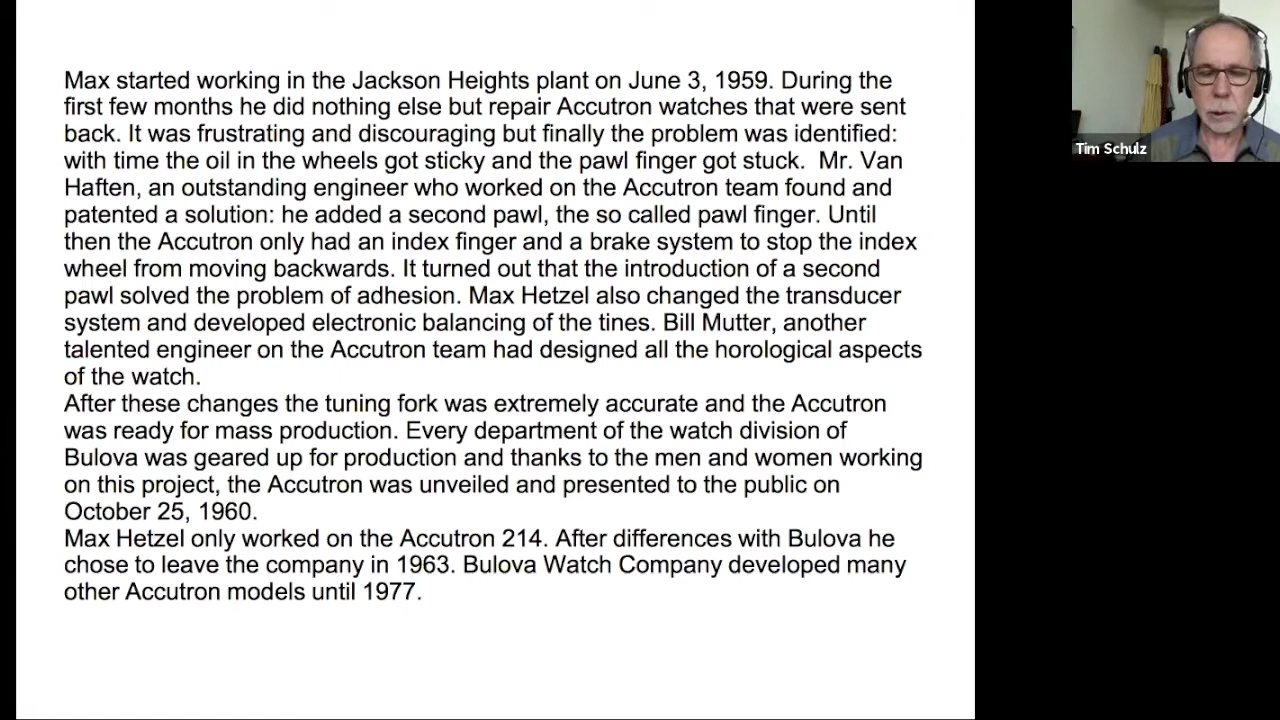 Max started working in the Jackson Heights plant on June 3, 1959. During the
first few months he did nothing else but repair Accutron watches that were sent
back. It was frustrating and discouraging but finally the problem was identified:
with time the oil in the wheels got sticky and the pawl finger got stuck.  Mr. Van
Haften, an outstanding engineer who worked on the Accutron team found and
patented a solution: he added a second pawl, the so called pawl finger. Until
then the Accutron only had an index finger and a brake system to stop the index
wheel from moving backwards. It turned out that the introduction of a second
pawl solved the problem of adhesion. Max Hetzel also changed the transducer
system and developed electronic balancing of the tines. Bill Mutter, another
talented engineer on the Accutron team had designed all the horological aspects
of the watch.
After these changes the tuning fork was extremely accurate and the Accutron
was ready for mass production. Every department of the watch division of
Bulova was geared up for production and thanks to the men and women working
on this project, the Accutron was unveiled and presented to the public on
October 25, 1960.
Max Hetzel only worked on the Accutron 214. After differences with Bulova he
chose to leave the company in 1963. Bulova Watch Company developed many
other Accutron models until 1977.
Tim Schulz